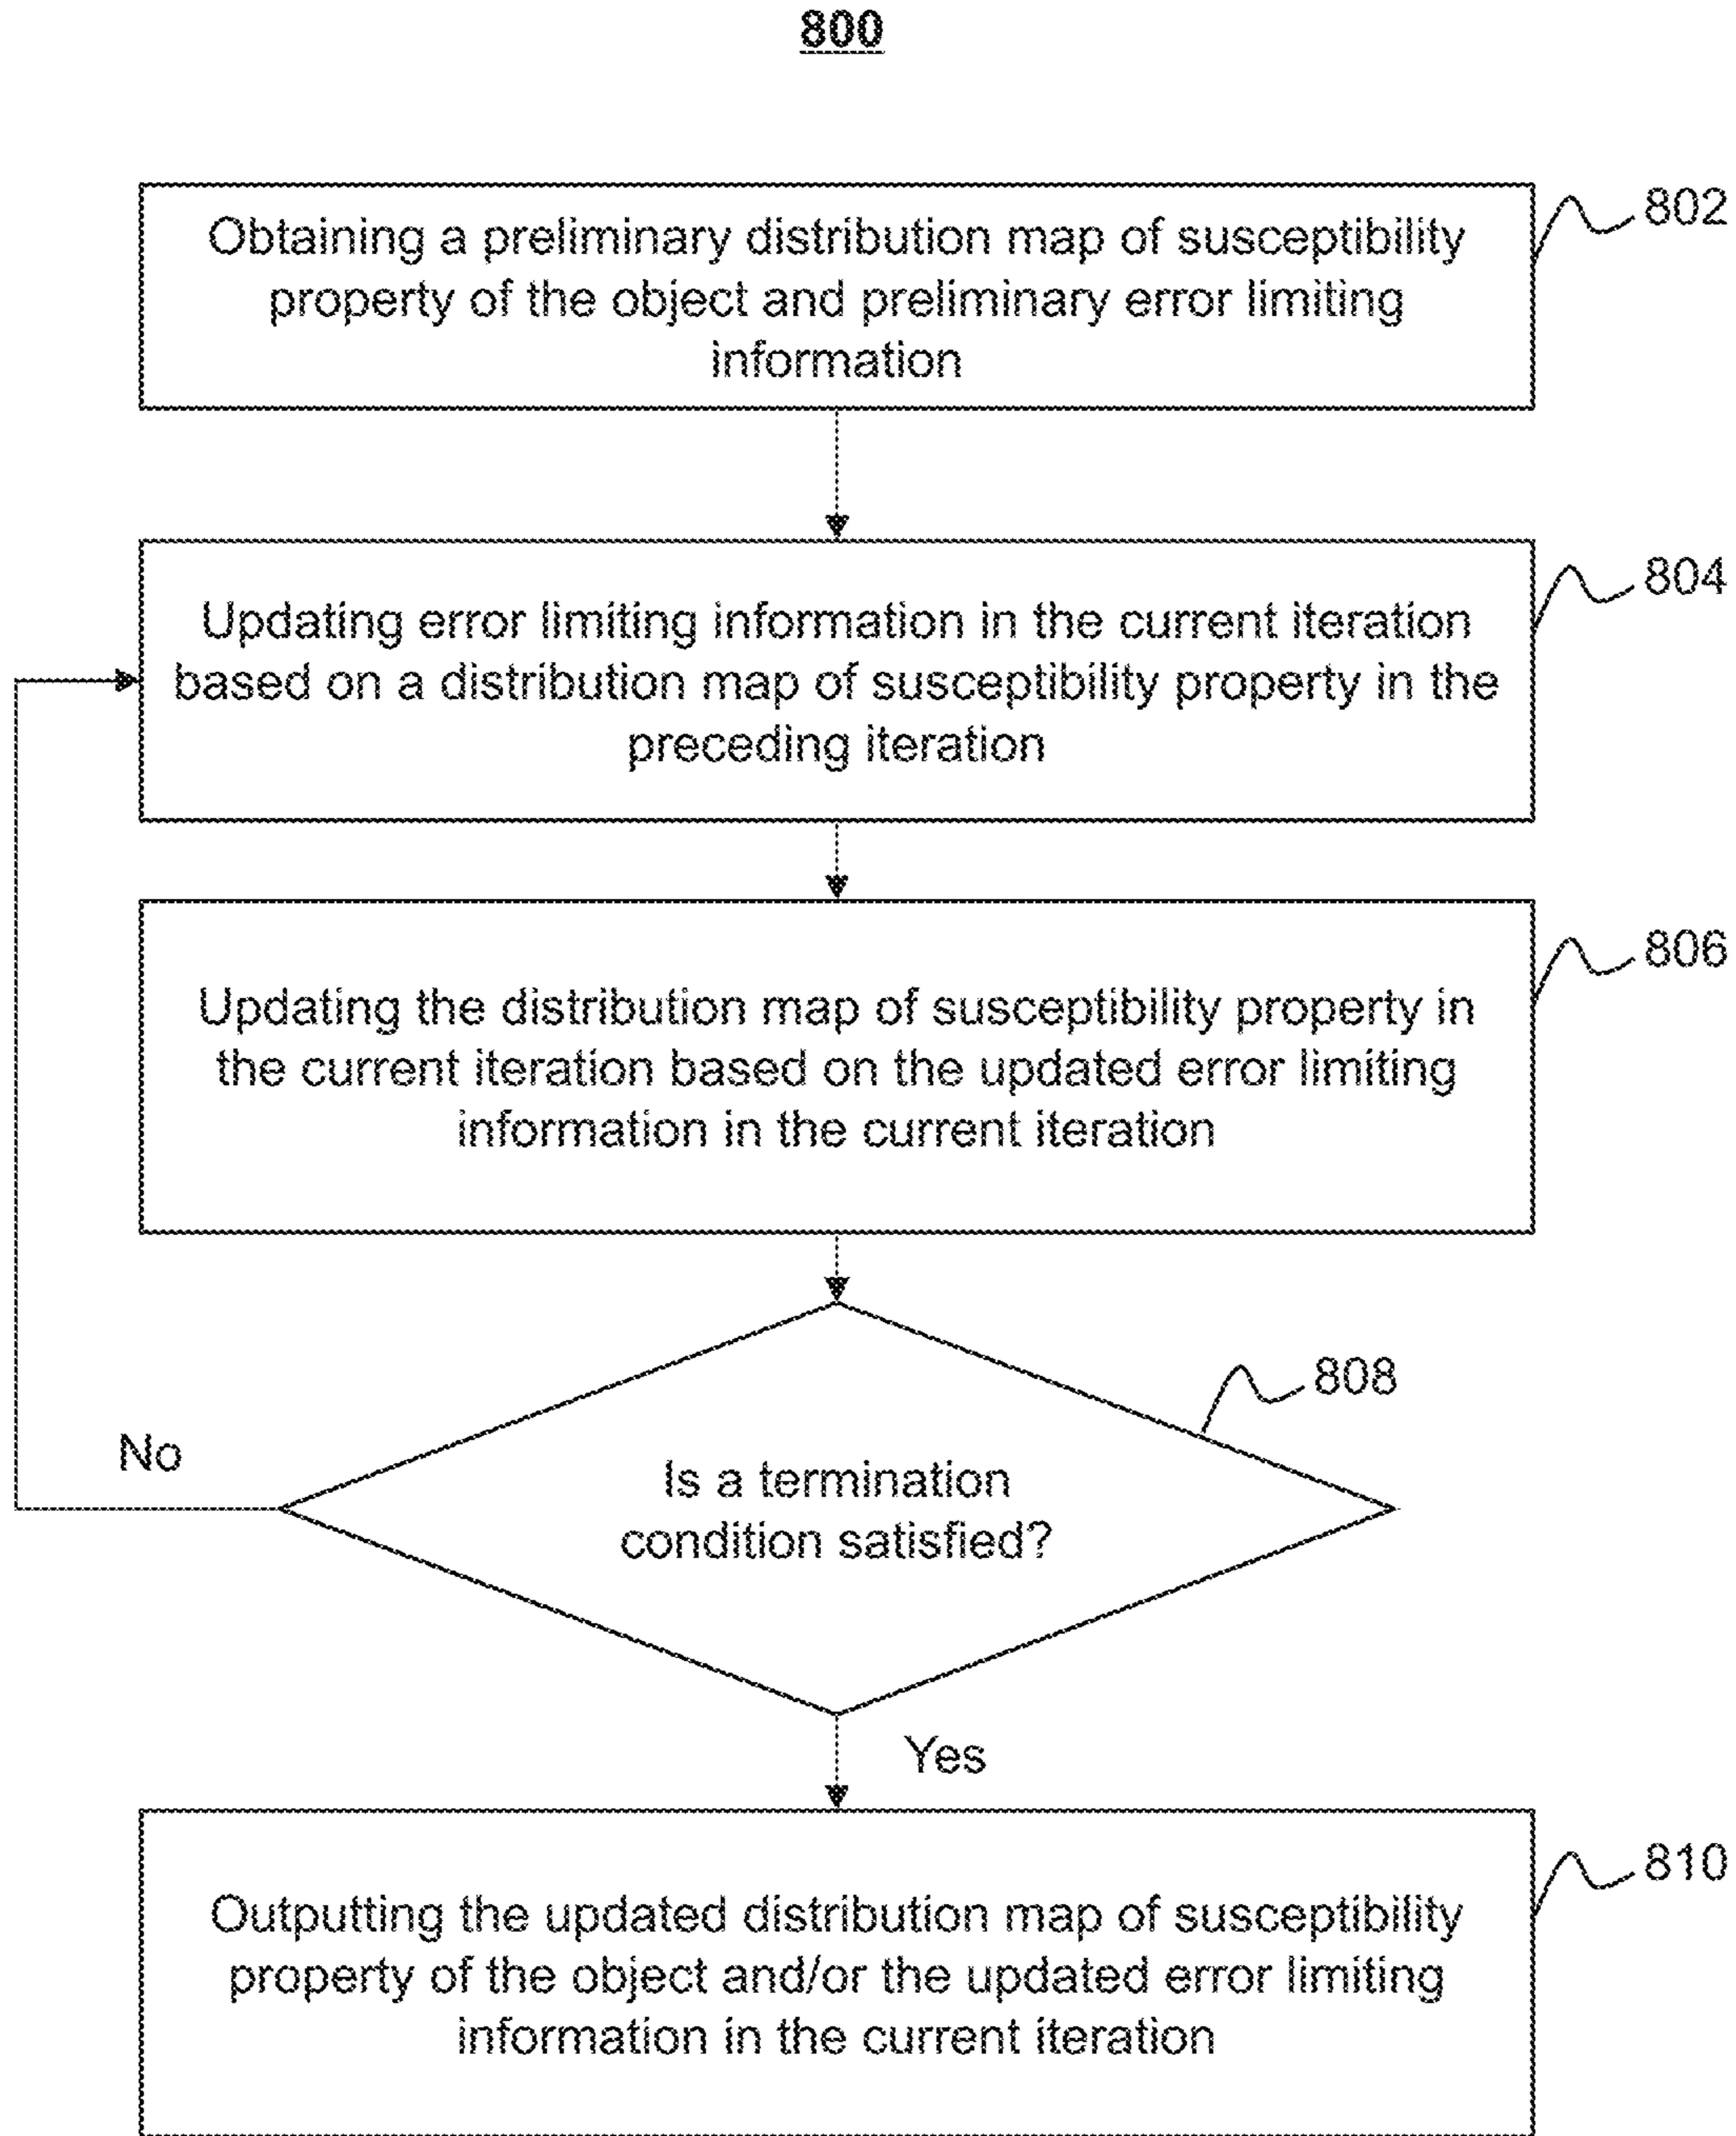 800
Obtaining a preliminary distribution map of susceptibility
property of the object and preliminary error limiting
information
802
Updating error limiting information in the current iteration
based on a distribution map of susceptibility property in the
preceding iteration
804
Updating the distribution map of susceptibility property in
the current iteration based on the updated error limiting
information in the current iteration
806
808
No
Is a termination
condition satisfied?
Yes
Outputting the updated distribution map of susceptibility
property of the object and/or the updated error limiting
information in the current iteration
810